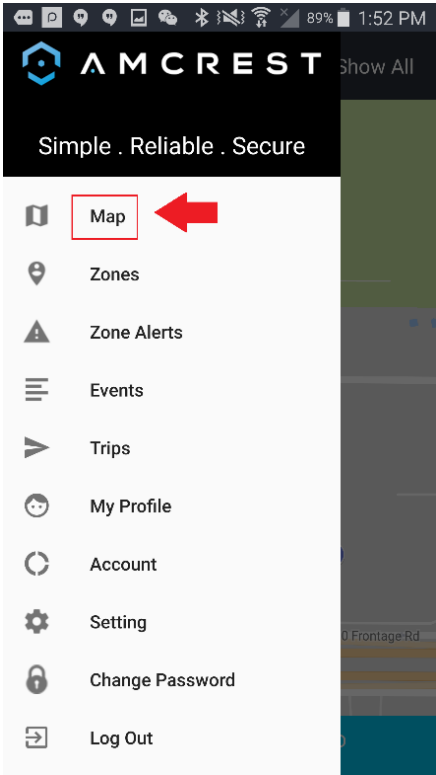 89% 1:52 PM
AMCREST
Show All
Simple . Reliable . Secure
Map
Zones
Zone Alerts
Events
Trips
My Profile
Account
Setting
0 Frontage Rd
Change Password
Log Out